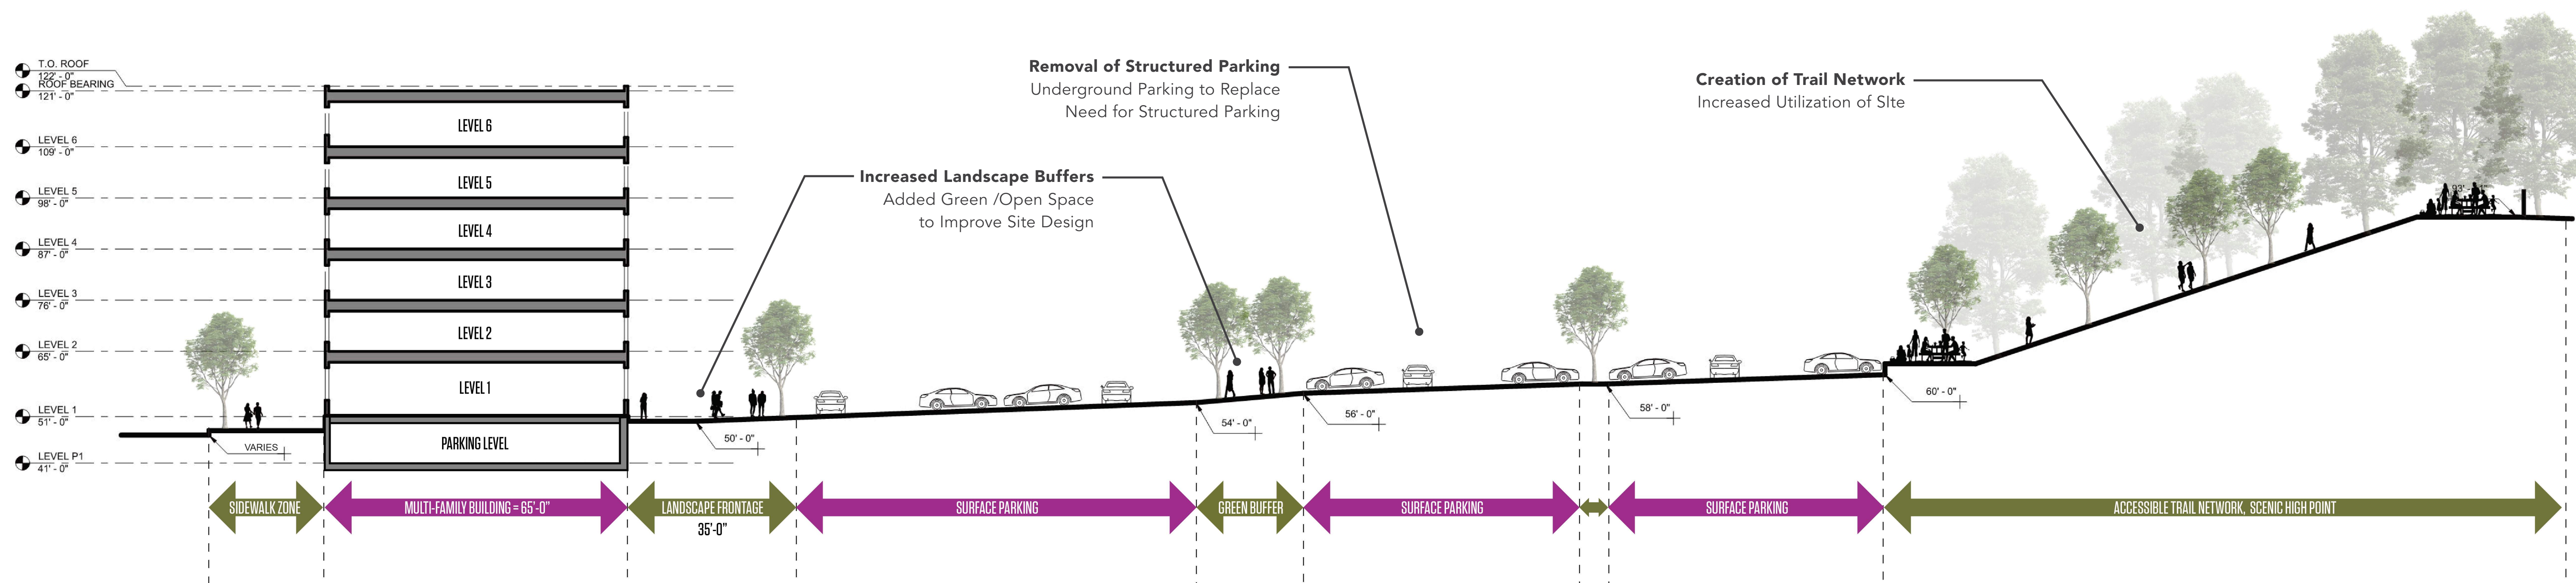 T.O. ROOF
122' - 0"
ROOF BEARING
121' - 0"
LEVEL 6
109' - 0"
LEVEL 5
98' - 0"
LEVEL 4
87' - 0"
LEVEL 3
76' - 0"
LEVEL 2
65' - 0"
LEVEL 1
51' - 0"
LEVEL P1
41' - 0"
LEVEL 6
LEVEL 5
LEVEL 4
LEVEL 3
LEVEL 2
LEVEL 1
PARKING LEVEL
VARIES
Increased Landscape Buffers
Added Green /Open Space
to Improve Site Design
Removal of Structured Parking
Underground Parking to Replace
Need for Structured Parking
Creation of Trail Network
Increased Utilization of SIte
50' - 0"
54' - 0"
56' - 0"
58' - 0"
60' - 0"
SIDEWALK ZONE
MULTI-FAMILY BUILDING = 65'-0"
LANDSCAPE FRONTAGE
35'-0"
SURFACE PARKING
GREEN BUFFER
SURFACE PARKING
SURFACE PARKING
ACCESSIBLE TRAIL NETWORK, SCENIC HIGH POINT